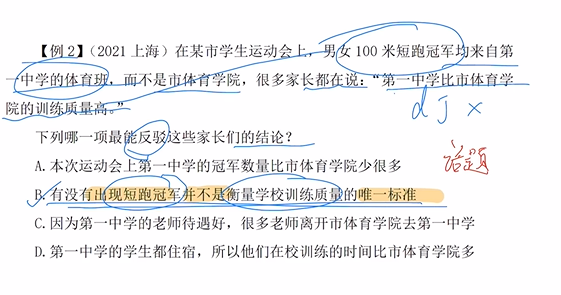 【例 2】（2021 上海）在某市学生运动会上，男女 100 米短跑冠军均来自第
一中学的体育班，而不是市体育学院，很多家长都在说：“第一中学比市体育学
院的训练质量高。”
d J ×
下列哪一项最能反驳这些家长们的结论？
A.本次运动会上第一中学的冠军数量比市体育学院少很多
B.有没有出现短跑冠军并不是衡量学校训练质量的唯一标准
C.因为第一中学的老师待遇好，很多老师离开市体育学院去第一中学
D.第一中学的学生都住宿，所以他们在校训练的时间比市体育学院多